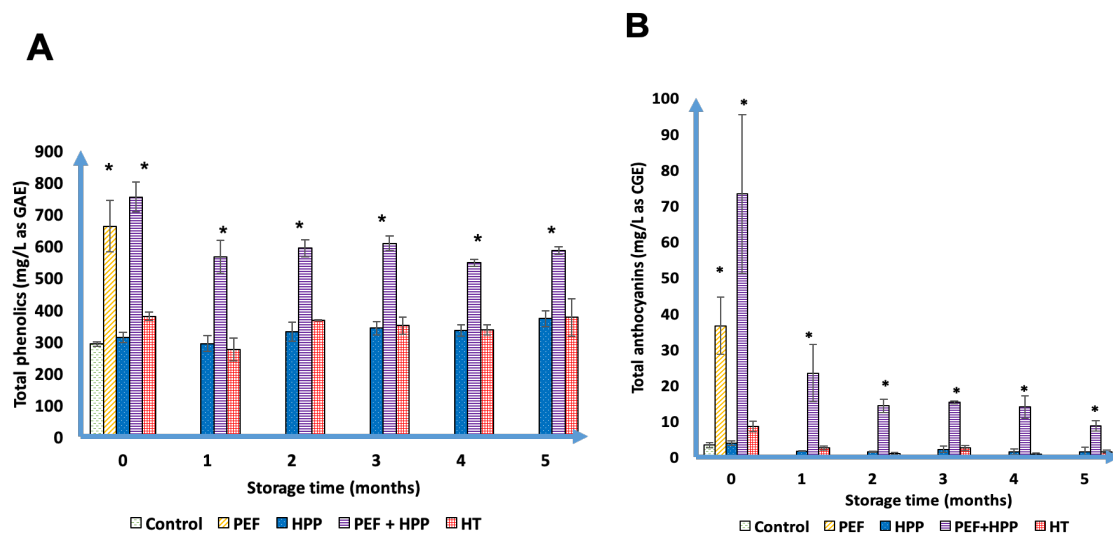 A
Total phenolics (mg/L as GAE)
900
800
700
600
500
400
300
200
100
0
* * * * * * *
0 1 2 3 4 5
Storage time (months)
Control PEF HPP PEF + HPP HT
B
Total anthocyanins (mg/L as CGE)
100
90
80
70
60
50
40
30
20
10
0
* * * * * * *
0 1 2 3 4 5
Storage time (months)
Control PEF HPP PEF+HPP HT